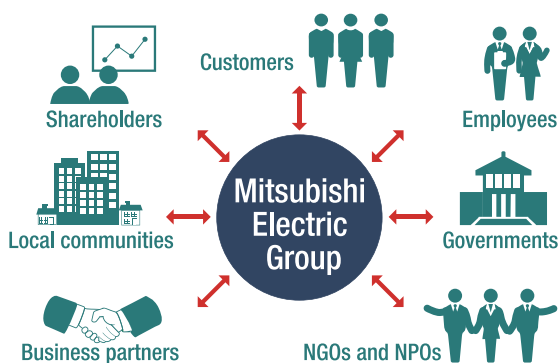 Customers
Shareholders
Employees
Mitsubishi
Electric
Group
Local communities
Governments
Business partners
NGOs and NPOs